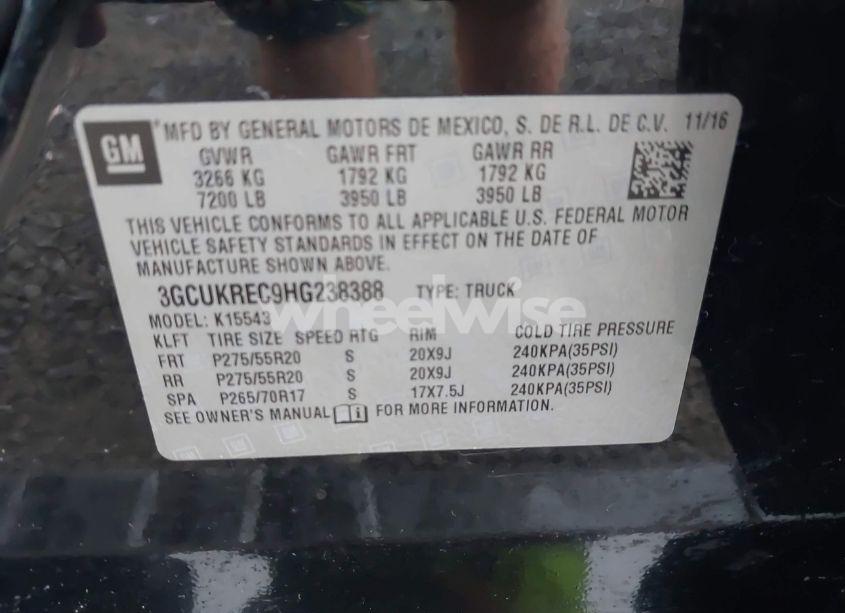 GM
MFD BY GENERAL MOTORS DE MEXICO, S. DE R.L. DE C.V. 11/16
GVWR GAWR FRT GAWR RR
3266 KG 1792 KG 1792 KG
7200 LB 3950 LB 3950 LB
THIS VEHICLE CONFORMS TO ALL APPLICABLE U.S. FEDERAL MOTOR
VEHICLE SAFETY STANDARDS IN EFFECT ON THE DATE OF
MANUFACTURE SHOWN ABOVE.
3GCUKREC9HG238388 TYPE: TRUCK
wheelwise
MODEL: K15543
KLFT TIRE SIZE SPEED RTG RIM COLD TIRE PRESSURE
FRT P275/55R20 S 20X9J 240KPA(35PSI)
RR P275/55R20 S 20X9J 240KPA(35PSI)
SPA P265/70R17 S 17X7.5J 240KPA(35PSI)
SEE OWNER'S MANUAL i FOR MORE INFORMATION.